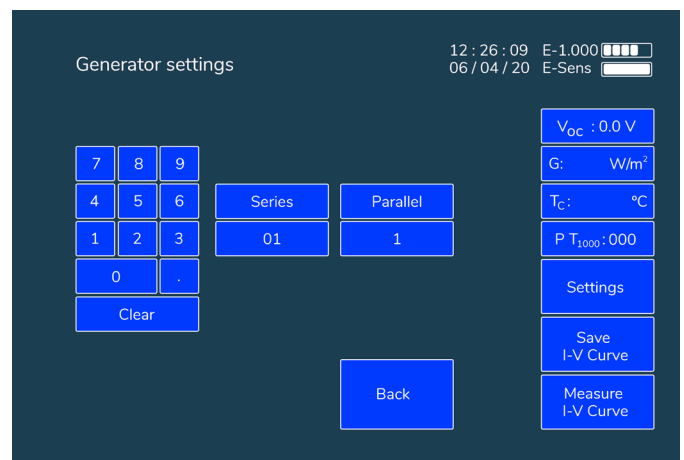 Generator settings
12 : 26 : 09 E-1.000
06 / 04 / 20 E-Sens
7 8 9
4 5 6
1 2 3
0 .
Clear
Series Parallel
01 1
Back
VOC : 0.0 V
G: W/m²
TC : ºC
P T1000 : 000
Settings
Save
I-V Curve
Measure
I-V Curve